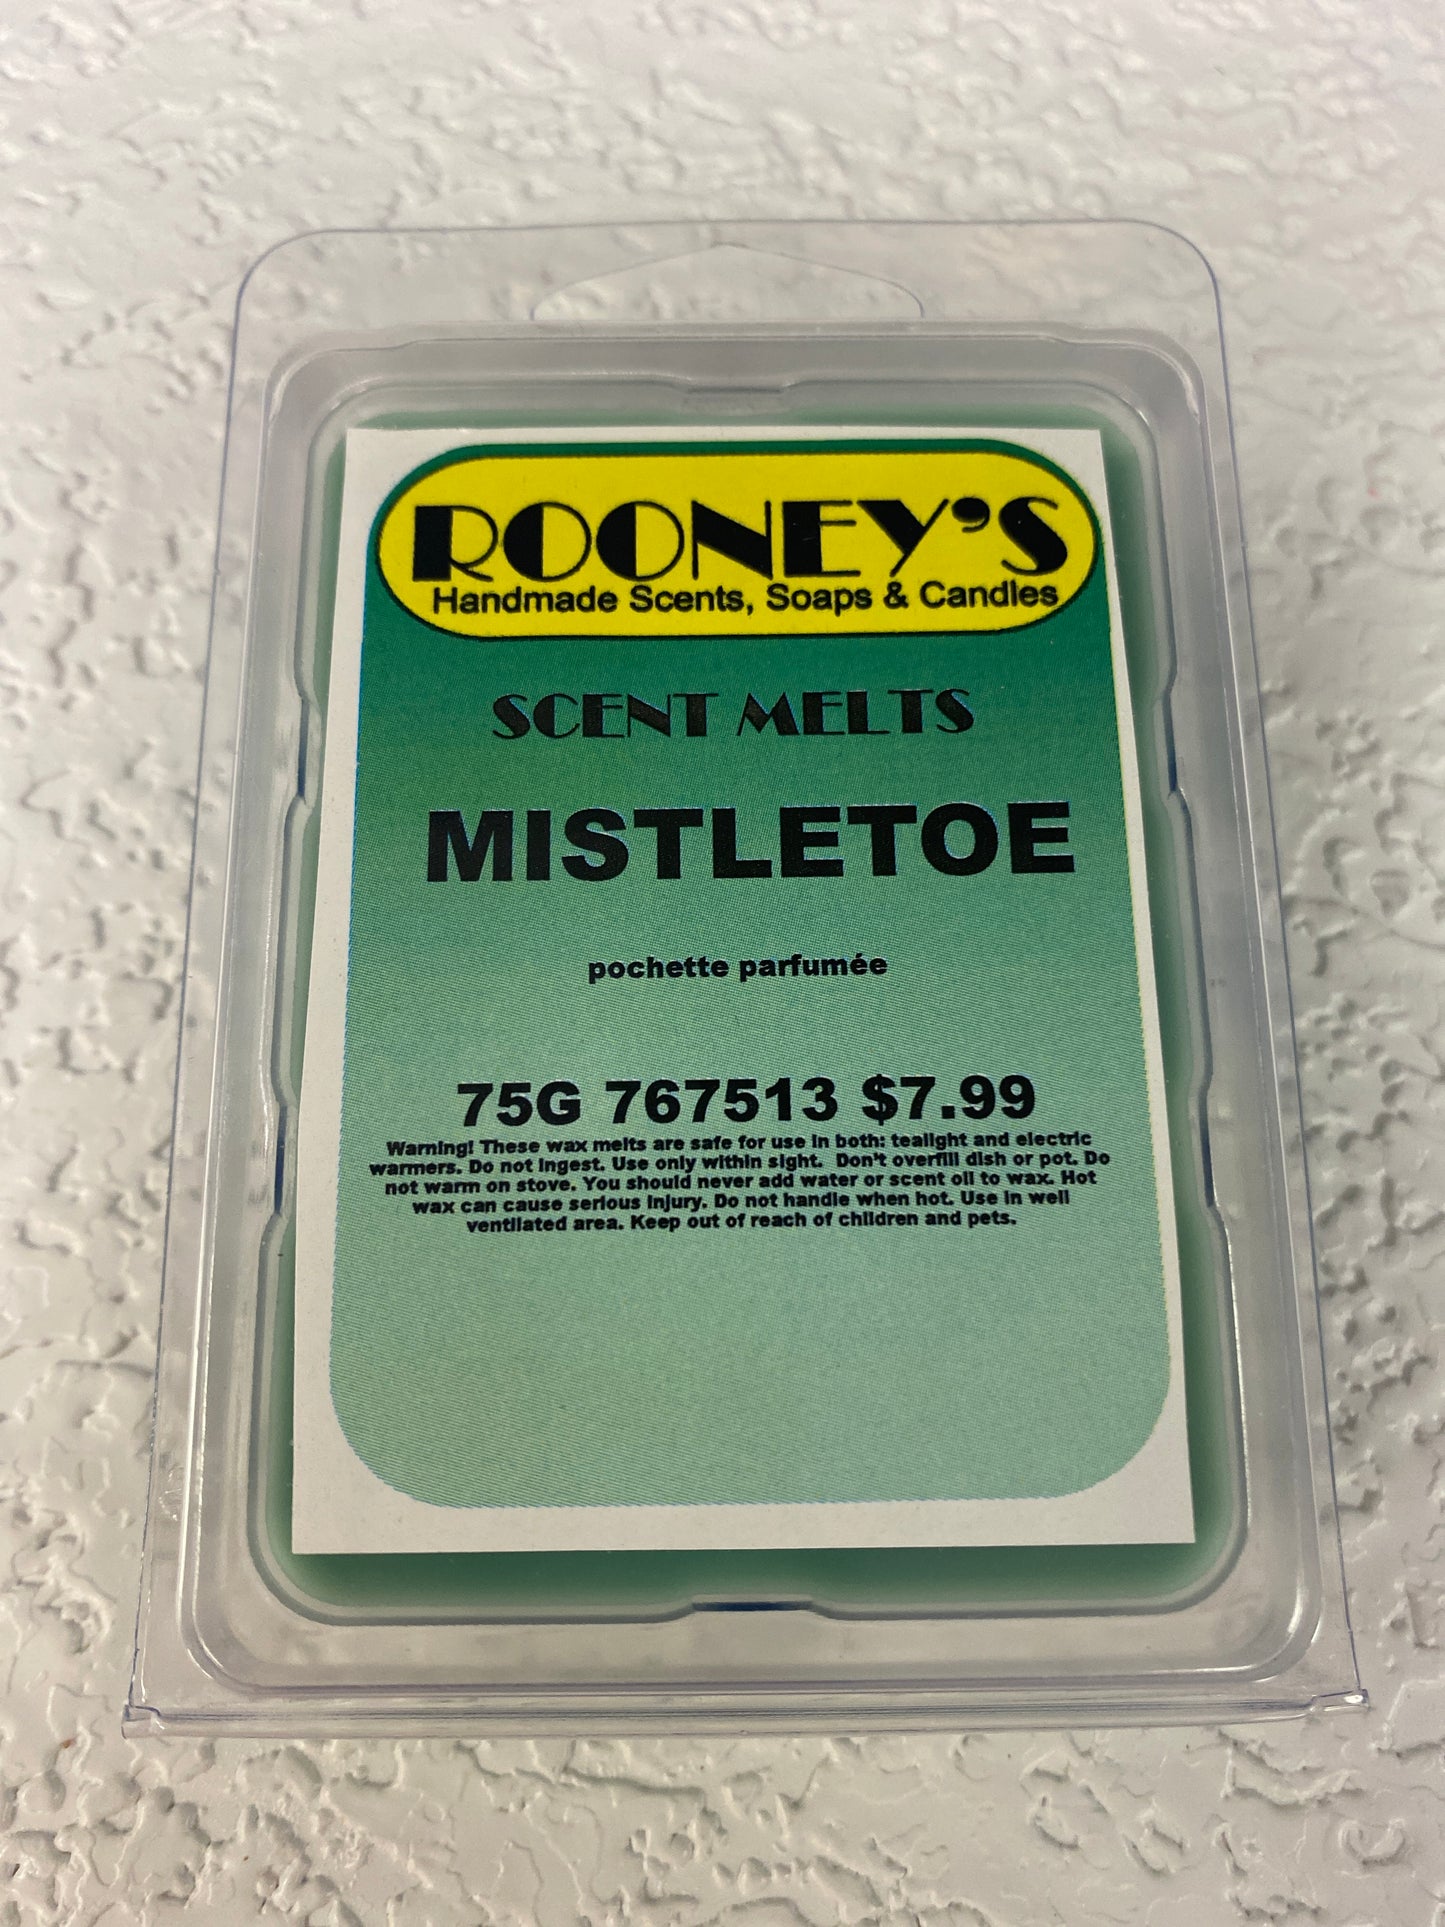 ROONEY'S
Handmade Scents, Soaps & Candles
SCENT MELTS
MISTLETOE
pochette parfumée
75G 767513 $7.99
Warning! These wax melts are safe for use in both: tealight and electric
warmers. Do not ingest. Use only within sight. Don't overfill dish or pot. Do
not warm on stove. You should never add water or scent oil to wax. Hot
wax can cause serious injury. Do not handle when hot. Use in well
ventilated area. Keep out of reach of children and pets.